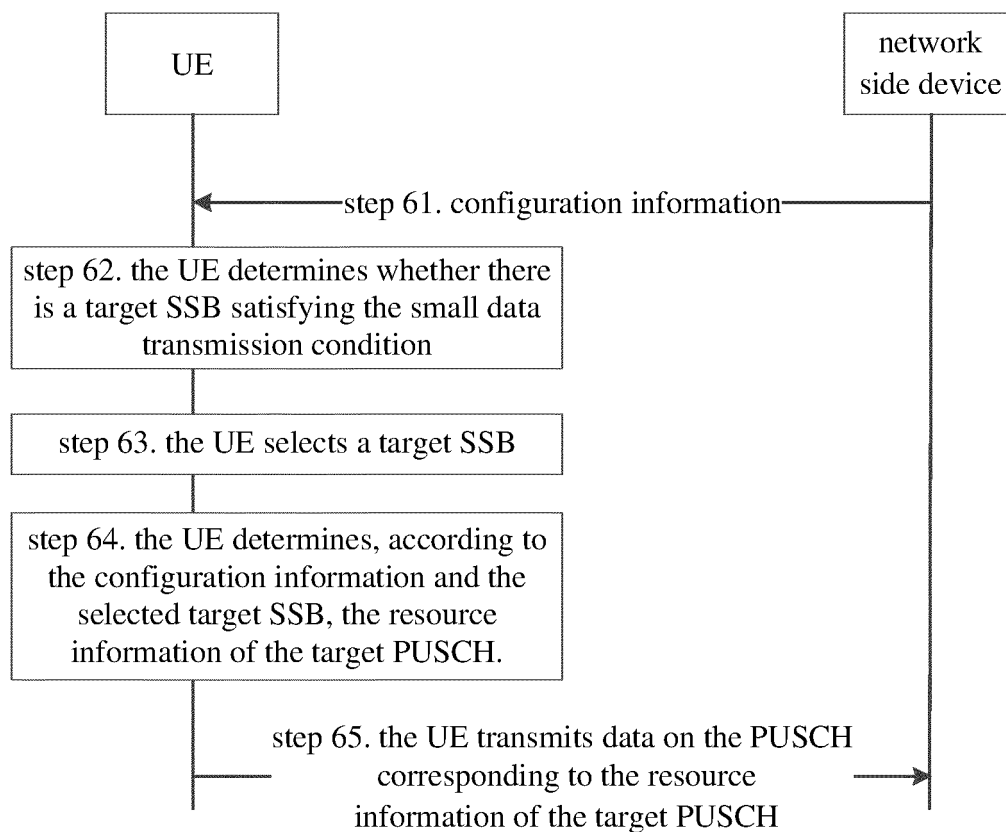 UE
network
side device
step 61. configuration information
step 62. the UE determines whether there
is a target SSB satisfying the small data
transmission condition
step 63. the UE selects a target SSB
step 64. the UE determines, according to
the configuration information and the
selected target SSB, the resource
information of the target PUSCH.
step 65. the UE transmits data on the PUSCH
corresponding to the resource
information of the target PUSCH